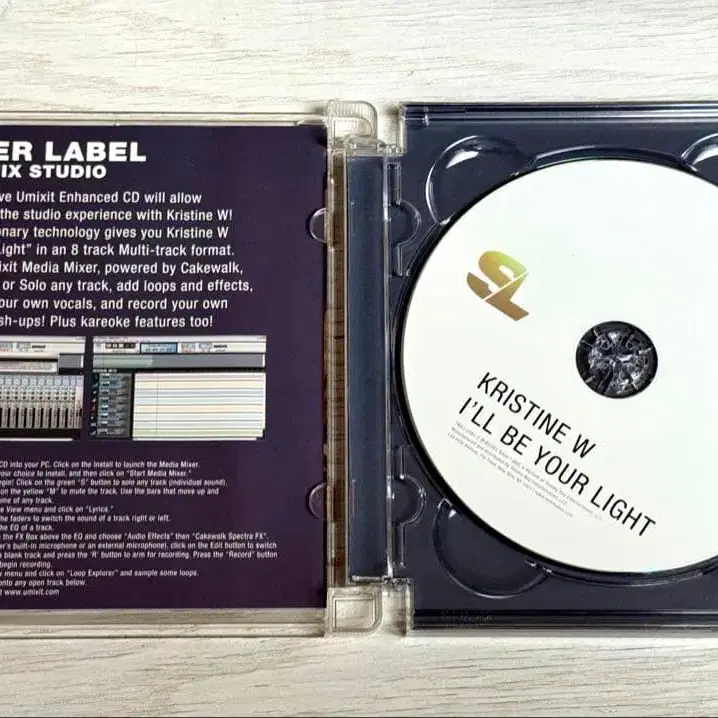 ER LABEL
IX STUDIO
ve Umixit Enhanced CD will allow
the studio experience with Kristine W!
onary technology gives you Kristine W
Light" in an 8 track Multi-track format.
ixit Media Mixer, powered by Cakewalk,
or Solo any track, add loops and effects,
our own vocals, and record your own
sh-ups! Plus kareoke features too!
CD into your PC. Click on the Install to launch the Media Mixer.
your choice to install, and then click on "Start Media Mixer."
egin! Click on the green "S" button to solo any track (individual sound).
on the yellow "M" to mute the track. Use the bars that move up and
ume of any track.
e View menu and click on "Lyrics."
the faders to switch the sound of a track right or left.
the EQ of a track.
the FX Box above the EQ and choose "Audio Effects" then "Cakewalk Spectra FX".
er's built-in microphone or an external microphone), click on the Edit button to switch
a blank track and press the "R" button to arm for recording. Press the "Record" button
begin recording.
menu and click on "Loop Explorer" and sample some loops.
onto any open track below.
www.umixit.com
SL
KRISTINE W
I'LL BE YOUR LIGHT